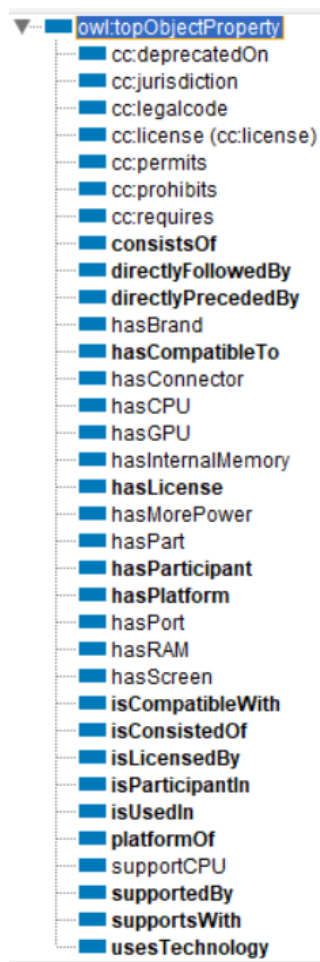 owl:topObjectProperty
cc:deprecatedOn
cc:jurisdiction
cc:legalcode
cc:license (cc:license)
cc:permits
cc:prohibits
cc:requires
consistsOf
directlyFollowedBy
directlyPrecededBy
hasBrand
hasCompatibleTo
hasConnector
hasCPU
hasGPU
hasInternalMemory
hasLicense
hasMorePower
hasPart
hasParticipant
hasPlatform
hasPort
hasRAM
hasScreen
isCompatibleWith
isConsistedOf
isLicensedBy
isParticipantIn
isUsedIn
platformOf
supportCPU
supportedBy
supportsWith
usesTechnology